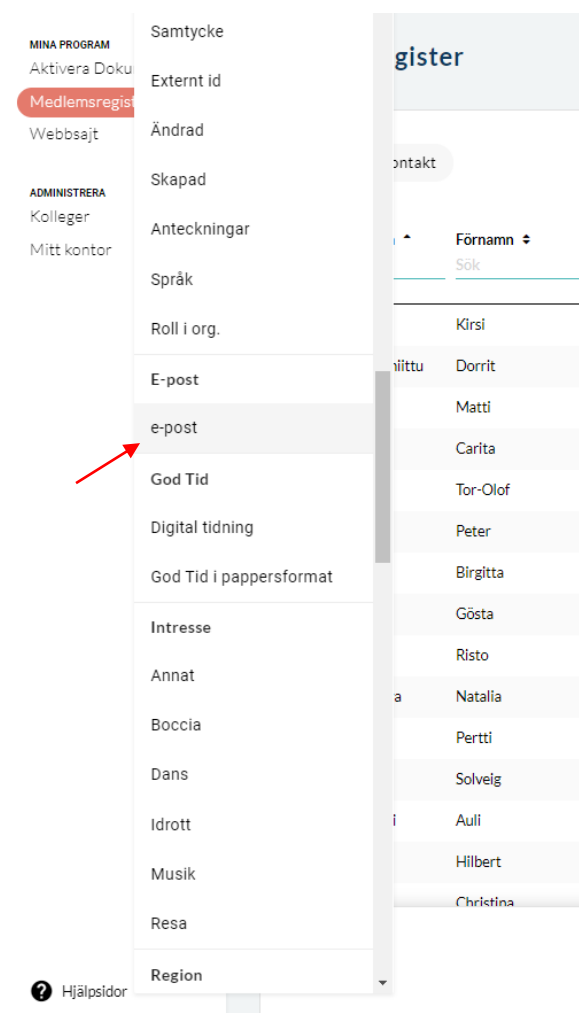 MINA PROGRAM
Aktivera Doku
Medlemsregist
Webbsajt
ADMINISTRERA
Kolleger
Mitt kontor
Hjälpsidor
Samtycke
Externt id
Ändrad
Skapad
Anteckningar
Språk
Roll i org.
E-post
e-post
God Tid
Digital tidning
God Tid i pappersformat
Intresse
Annat
Boccia
Dans
Idrott
Musik
Resa
Region
gister
ontakt
Förnamn
Sök
Kirsi
niittu Dorrit
Matti
Carita
Tor-Olof
Peter
Birgitta
Gösta
Risto
a Natalia
Pertti
Solveig
i Auli
Hilbert
Christina